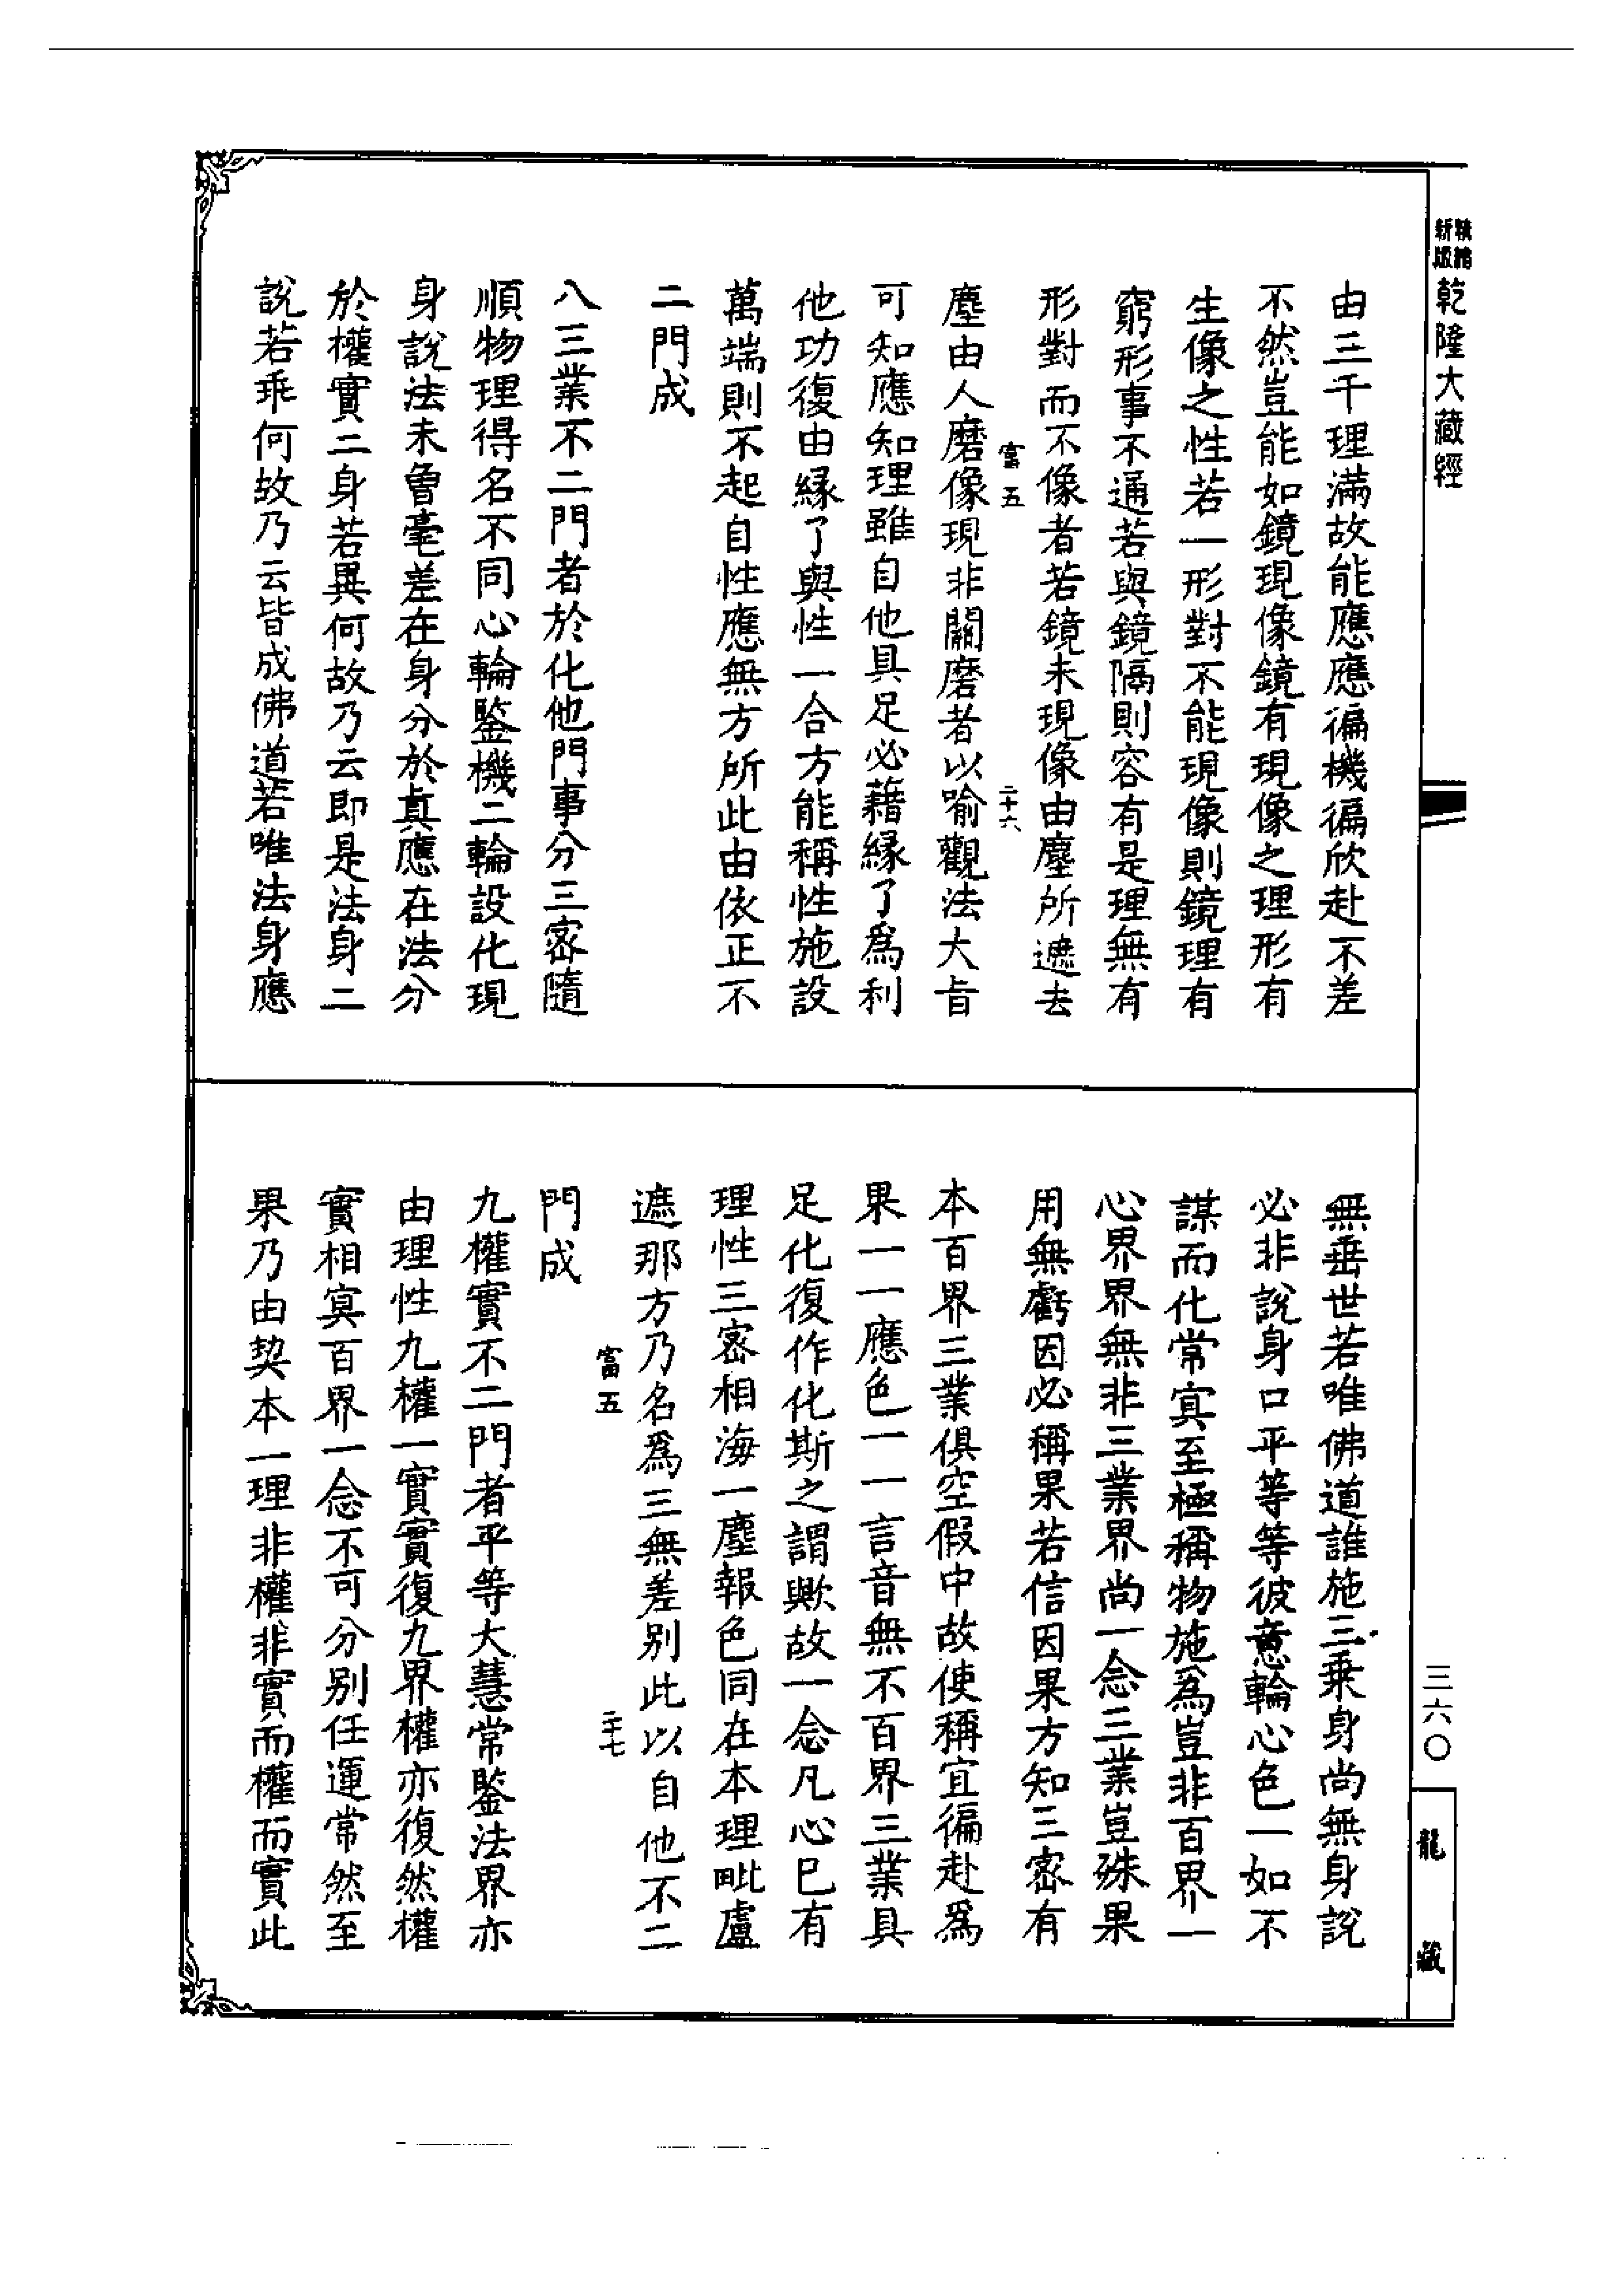 精縮
新版
乾隆大藏經
由三千理滿故能應應徧機徧欣赴不差
不然豈能如鏡現像鏡有現像之理形有
生像之性若一形對不能現像則鏡理有
窮形事不通若與鏡隔則容有是理無有
形對而不像者若鏡未現像由塵所遮去
富五 二十六
塵由人磨像現非關磨者以喻觀法大旨
可知應知理雖自他具足必藉緣了為利
他功復由緣了與性一合方能稱性施設
萬端則不起自性應無方所此由依正不
二門成
八三業不二門者於化他門事分三密隨
順物理得名不同心輪鑒機二輪設化現
身說法未曾毫差在身分於真應在法分
於權實二身若異何故乃云即是法身二
說若乖何故乃云皆成佛道若唯法身應
無垂世若唯佛道誰施三乘身尚無身說
必非說身口平等等彼意輪心色一如不
謀而化常冥至極稱物施為豈非百界一
心界界無非三業界尚一念三業豈殊果
用無虧因必稱果若信因果方知三密有
本百界三業俱空假中故使稱宜徧赴為
果一一應色一一言音無不百界三業具
足化復作化斯之謂歟故一念凡心已有
理性三密相海一塵報色同在本理毗盧
遮那方乃名為三無差別此以自他不二
富五 二十七
門成
九權實不二門者平等大慧常鑒法界亦
由理性九權一實實復九界權亦復然權
實相冥百界一念不可分別任運常然至
果乃由契本一理非權非實而權而實此
三六〇
龍藏